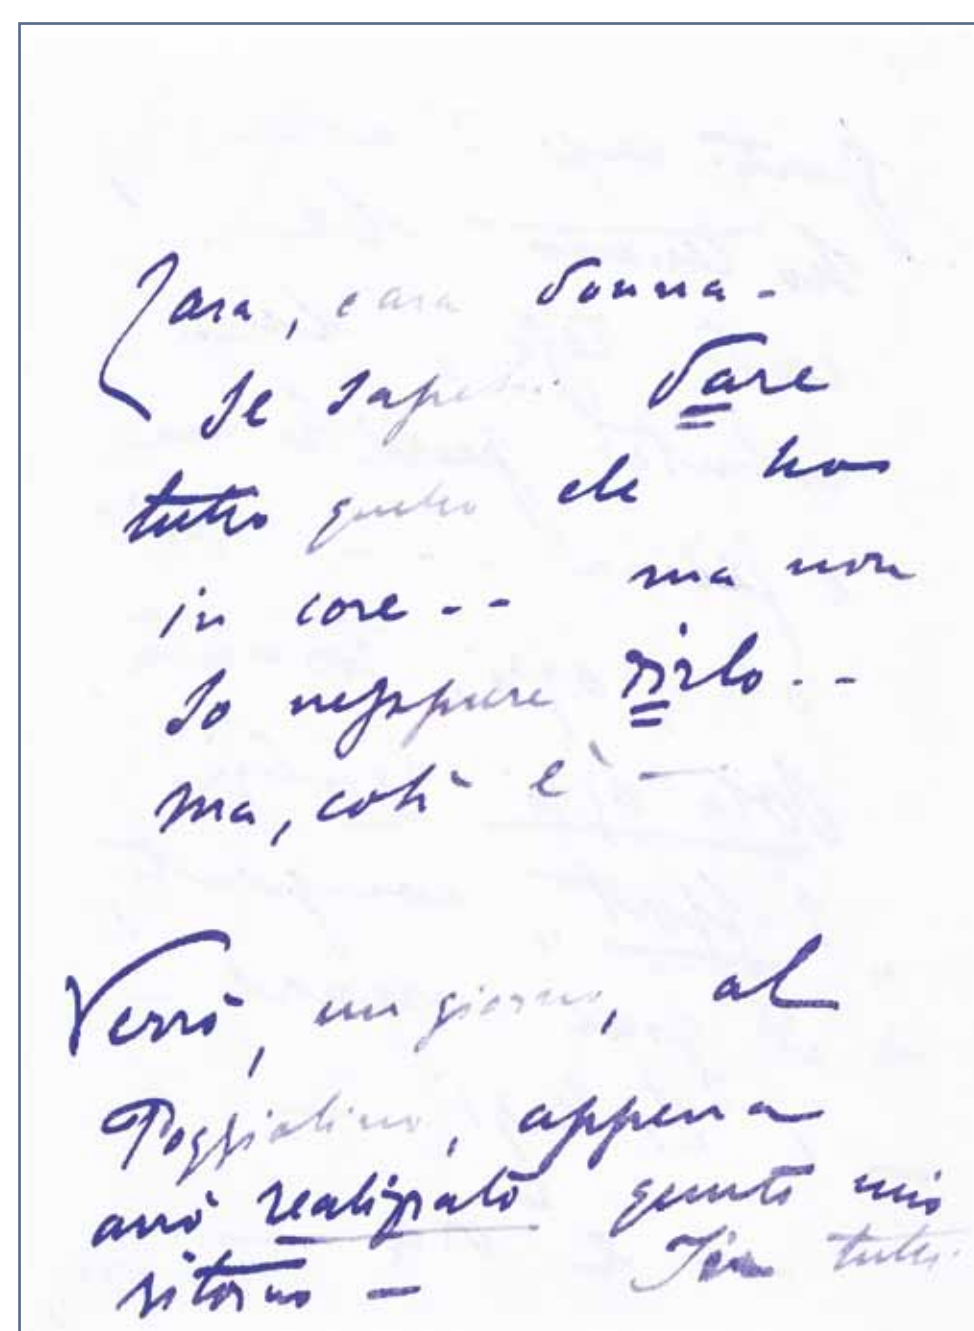 Cara, cara donna -
Se sapessi dare
tutto quello che ho
in core - - ma non
so neppure dirlo - -
ma, così è —
Verrò, un giorno, al
Poggiolino, appena
avrò realizzato questo mio
ritorno -